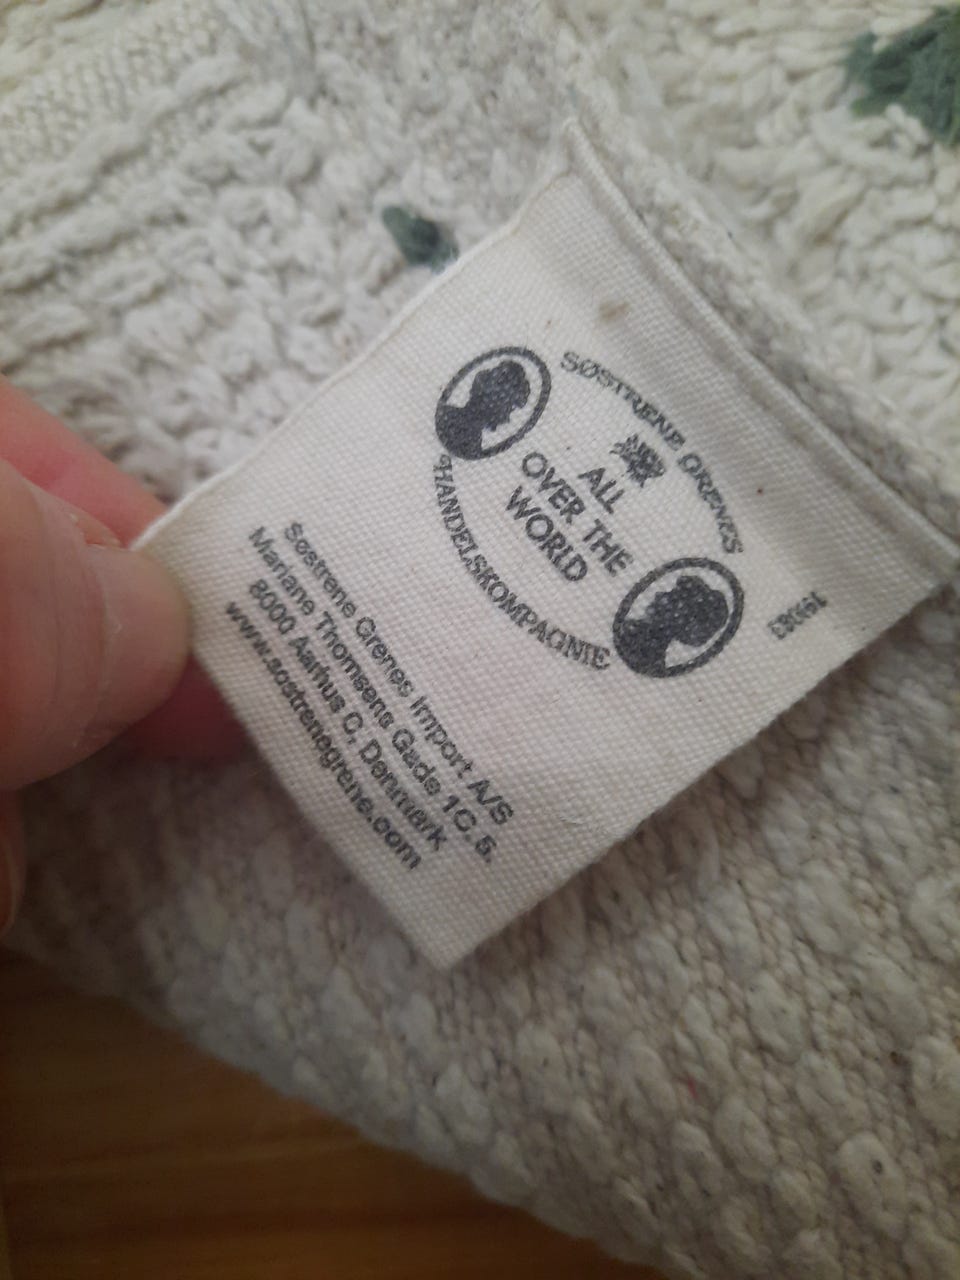 SØSTRENE GRENES
ALL
OVER THE
WORLD
HANDELSKOMPAGNIE
Søstrene Grenes Import A/S
Mariane Thomsens Gade 1C, 5.
8000 Aarhus C, Denmark
www.sostrenegrene.com